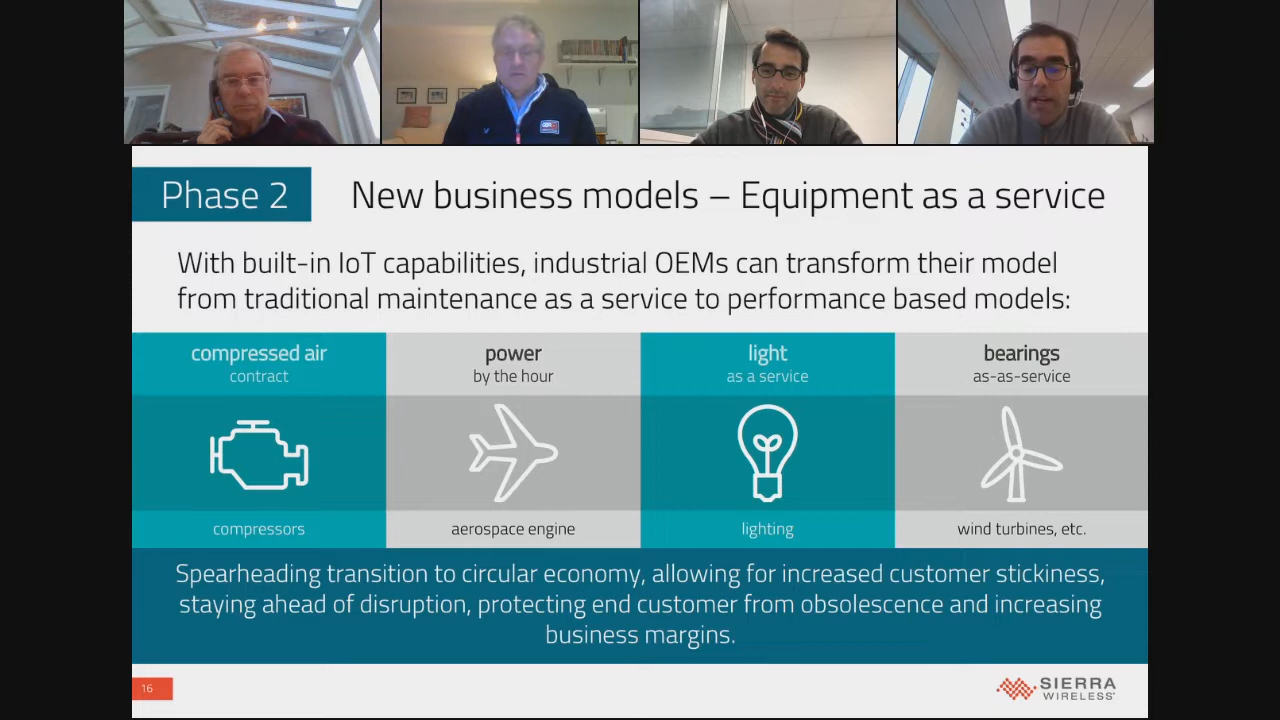 Phase 2
New business models – Equipment as a service
With built-in IoT capabilities, industrial OEMs can transform their model
from traditional maintenance as a service to performance based models:
compressed air
contract
power
by the hour
light
as a service
bearings
as-as-service
compressors
aerospace engine
lighting
wind turbines, etc.
Spearheading transition to circular economy, allowing for increased customer stickiness,
staying ahead of disruption, protecting end customer from obsolescence and increasing
business margins.
16
SIERRA
WIRELESS